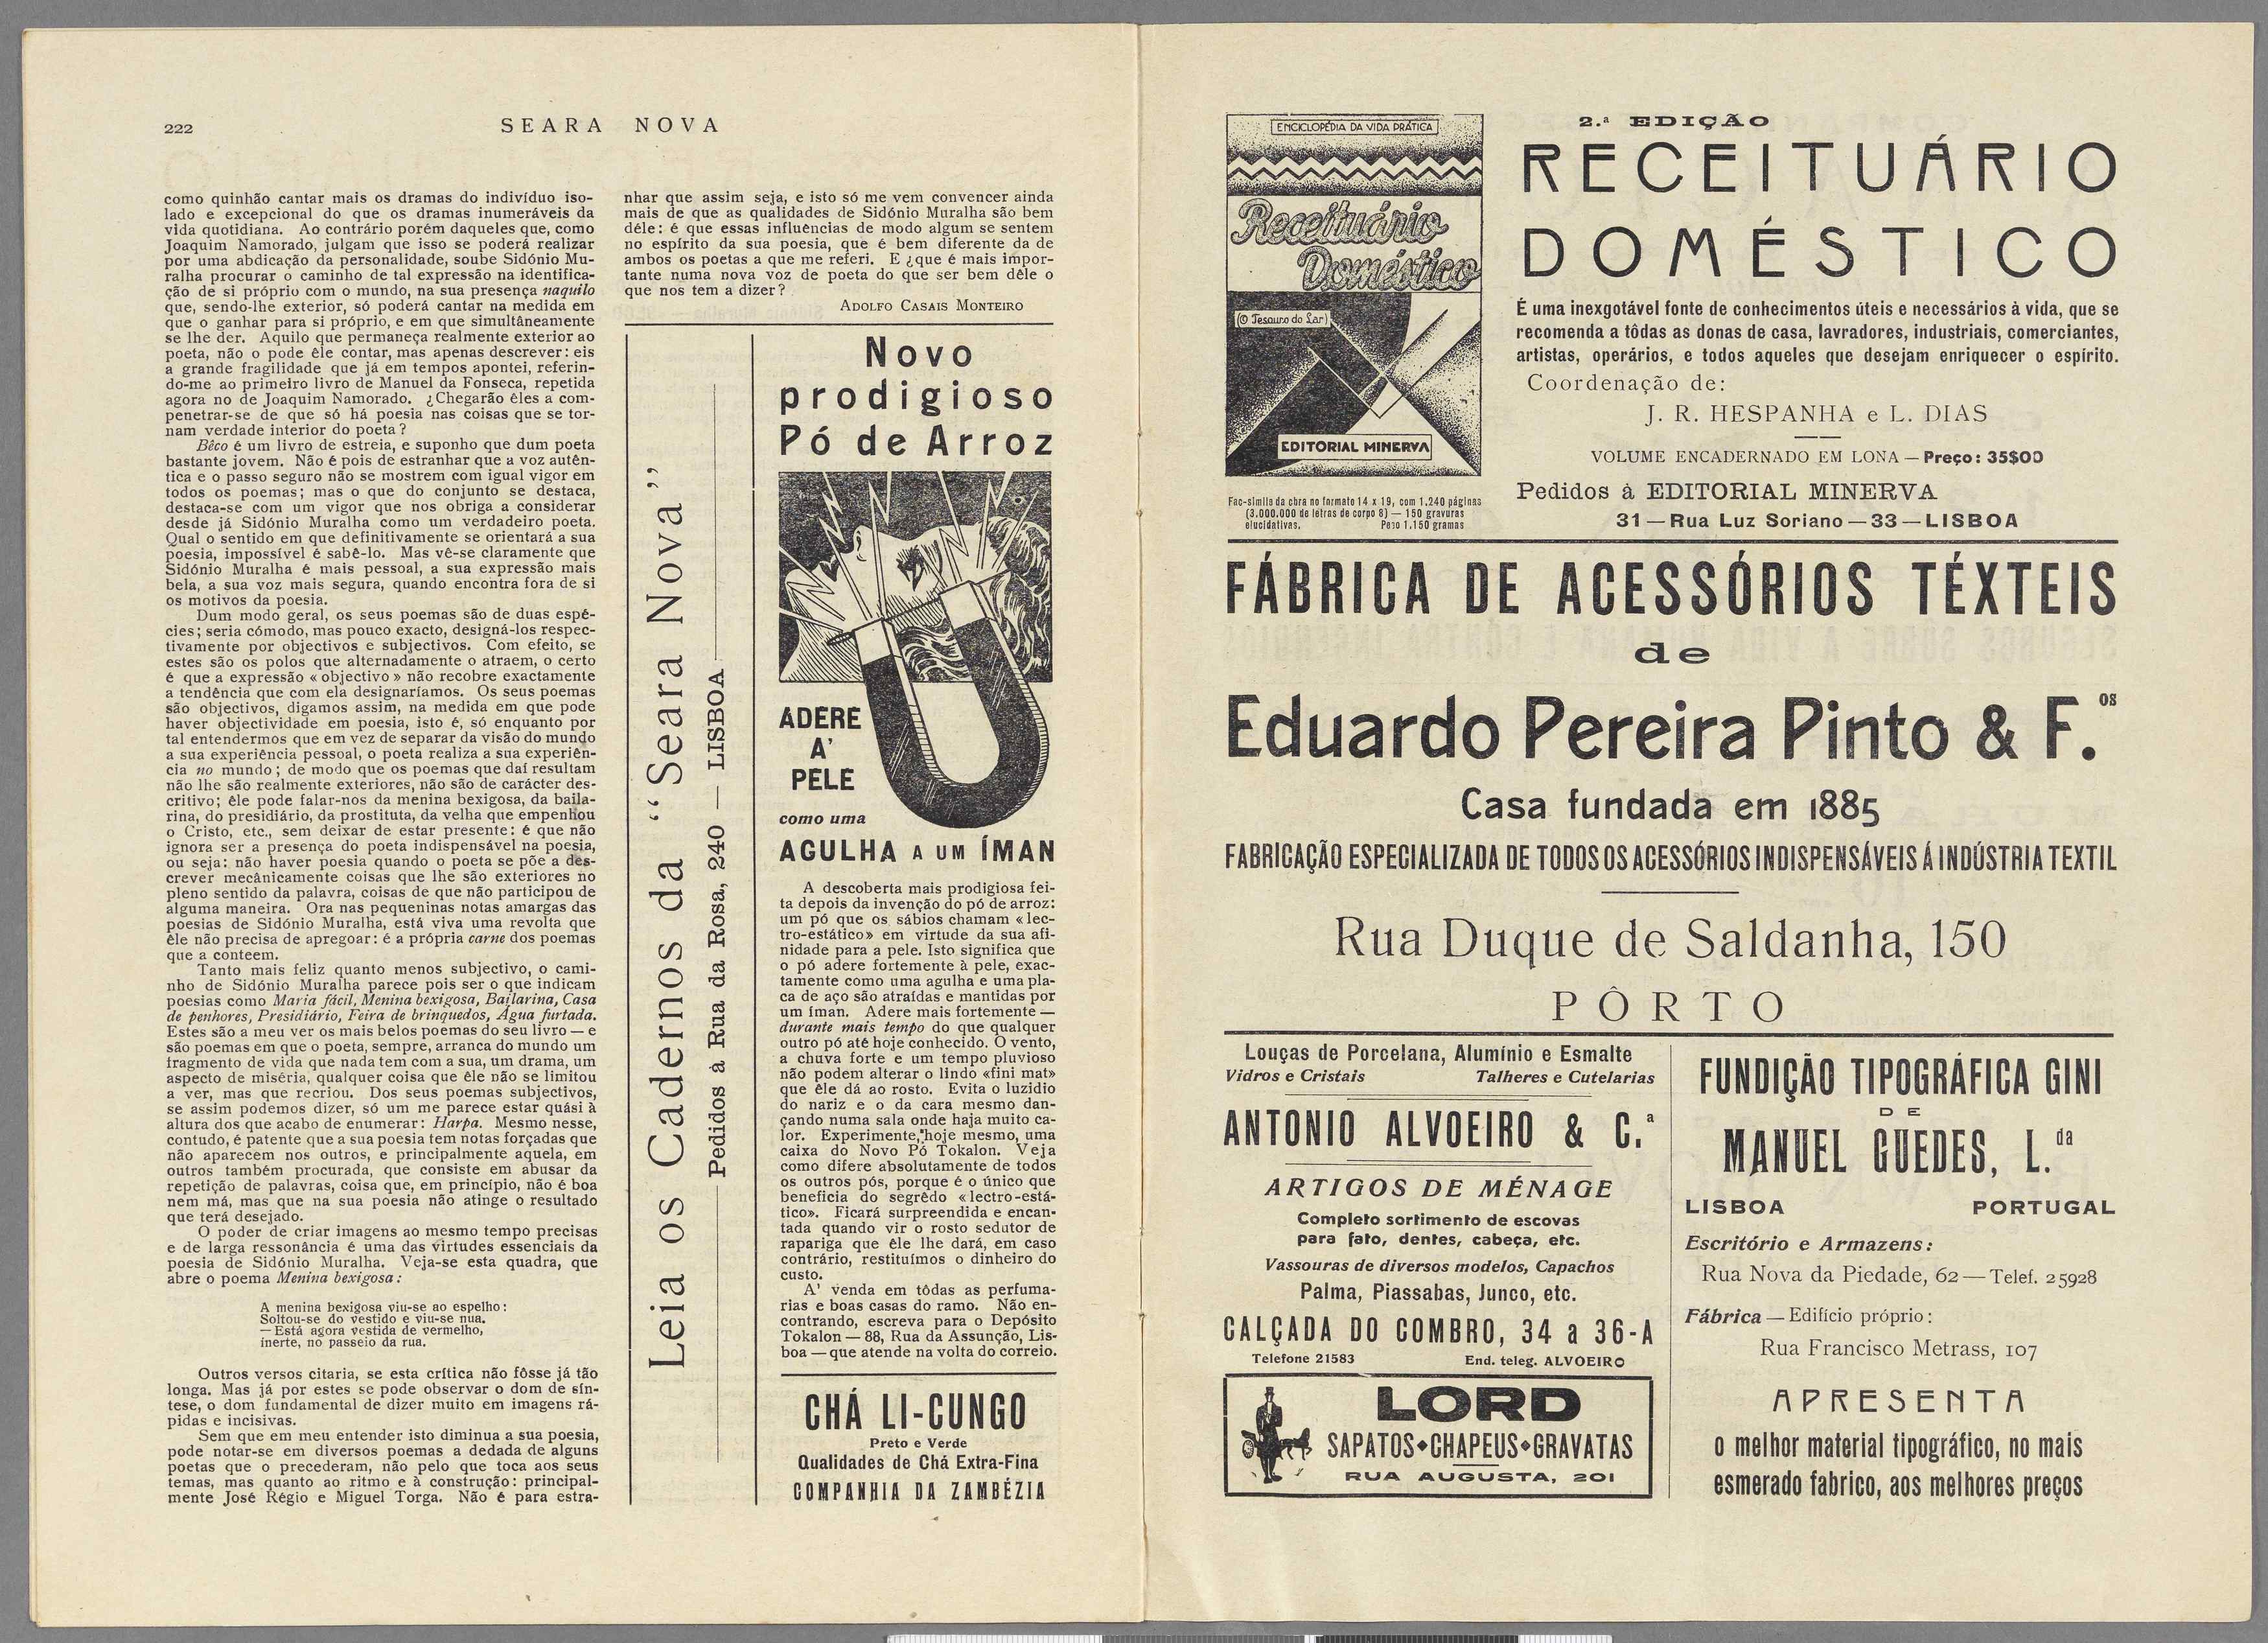 222
SEARA NOVA
como quinhão cantar mais os dramas do indivíduo iso-
lado e excepcional do que os dramas inumeráveis da
vida quotidiana. Ao contrário porém daqueles que, como
Joaquim Namorado, julgam que isso se poderá realizar
por uma abdicação da personalidade, soube Sidónio Mu-
ralha procurar o caminho de tal expressão na identifica-
ção de si próprio com o mundo, na sua presença naquilo
que, sendo-lhe exterior, só poderá cantar na medida em
que o ganhar para si próprio, e em que simultâneamente
se lhe der. Aquilo que permaneça realmente exterior ao
poeta, não o pode êle contar, mas apenas descrever: eis
a grande fragilidade que já em tempos apontei, referin-
do-me ao primeiro livro de Manuel da Fonseca, repetida
agora no de Joaquim Namorado. ¿Chegarão êles a com-
penetrar-se de que só há poesia nas coisas que se tor-
nam verdade interior do poeta?
Bêco é um livro de estreia, e suponho que dum poeta
bastante jovem. Não é pois de estranhar que a voz autên-
tica e o passo seguro não se mostrem com igual vigor em
todos os poemas; mas o que do conjunto se destaca,
destaca-se com um vigor que nos obriga a considerar
desde já Sidónio Muralha como um verdadeiro poeta.
Qual o sentido em que definitivamente se orientará a sua
poesia, impossível é sabê-lo. Mas vê-se claramente que
Sidónio Muralha é mais pessoal, a sua expressão mais
bela, a sua voz mais segura, quando encontra fora de si
os motivos da poesia.
Dum modo geral, os seus poemas são de duas espé-
cies; seria cómodo, mas pouco exacto, designá-los respec-
tivamente por objectivos e subjectivos. Com efeito, se
estes são os polos que alternadamente o atraem, o certo
é que a expressão «objectivo» não recobre exactamente
a tendência que com ela designaríamos. Os seus poemas
são objectivos, digamos assim, na medida em que pode
haver objectividade em poesia, isto é, só enquanto por
tal entendermos que em vez de separar da visão do mundo
a sua experiência pessoal, o poeta realiza a sua experiên-
cia no mundo; de modo que os poemas que daí resultam
não lhe são realmente exteriores, não são de carácter des-
critivo; êle pode falar-nos da menina bexigosa, da baila-
rina, do presidiário, da prostituta, da velha que empenhou
o Cristo, etc., sem deixar de estar presente: é que não
ignora ser a presença do poeta indispensável na poesia,
ou seja: não haver poesia quando o poeta se põe a des-
crever mecânicamente coisas que lhe são exteriores no
pleno sentido da palavra, coisas de que não participou de
alguma maneira. Ora nas pequeninas notas amargas das
poesias de Sidónio Muralha, está viva uma revolta que
êle não precisa de apregoar: é a própria carne dos poemas
que a conteem.
Tanto mais feliz quanto menos subjectivo, o cami-
nho de Sidónio Muralha parece pois ser o que indicam
poesias como Maria fácil, Menina bexigosa, Bailarina, Casa
de penhores, Presidiário, Feira de brinquedos, Água furtada.
Estes são a meu ver os mais belos poemas do seu livro — e
são poemas em que o poeta, sempre, arranca do mundo um
fragmento de vida que nada tem com a sua, um drama, um
aspecto de miséria, qualquer coisa que êle não se limitou
a ver, mas que recriou. Dos seus poemas subjectivos,
se assim podemos dizer, só um me parece estar quási à
altura dos que acabo de enumerar: Harpa. Mesmo nesse,
contudo, é patente que a sua poesia tem notas forçadas que
não aparecem nos outros, e principalmente aquela, em
outros também procurada, que consiste em abusar da
repetição de palavras, coisa que, em princípio, não é boa
nem má, mas que na sua poesia não atinge o resultado
que terá desejado.
O poder de criar imagens ao mesmo tempo precisas
e de larga ressonância é uma das virtudes essenciais da
poesia de Sidónio Muralha. Veja-se esta quadra, que
abre o poema Menina bexigosa:
A menina bexigosa viu-se ao espelho:
Soltou-se do vestido e viu-se nua.
— Está agora vestida de vermelho,
inerte, no passeio da rua.
Outros versos citaria, se esta crítica não fôsse já tão
longa. Mas já por estes se pode observar o dom de sín-
tese, o dom fundamental de dizer muito em imagens rá-
pidas e incisivas.
Sem que em meu entender isto diminua a sua poesia,
pode notar-se em diversos poemas a dedada de alguns
poetas que o precederam, não pelo que toca aos seus
temas, mas quanto ao ritmo e à construção: principal-
mente José Régio e Miguel Torga. Não é para estra-
nhar que assim seja, e isto só me vem convencer ainda
mais de que as qualidades de Sidónio Muralha são bem
déle: é que essas influências de modo algum se sentem
no espírito da sua poesia, que é bem diferente da de
ambos os poetas a que me referi. E ¿que é mais impor-
tante numa nova voz de poeta do que ser bem dêle o
que nos tem a dizer?
ADOLFO CASAIS MONTEIRO
Leia os Cadernos da "Seara Nova"
Pedidos à Rua da Rosa, 240 — LISBOA
Novo
prodigioso
Pó de Arroz
ADERE
A'
PELE
como uma
AGULHA A UM ÍMAN
A descoberta mais prodigiosa fei-
ta depois da invenção do pó de arroz:
um pó que os sábios chamam «lec-
tro-estático» em virtude da sua afi-
nidade para a pele. Isto significa que
o pó adere fortemente à pele, exac-
tamente como uma agulha e uma pla-
ca de aço são atraídas e mantidas por
um íman. Adere mais fortemente —
durante mais tempo do que qualquer
outro pó até hoje conhecido. O vento,
a chuva forte e um tempo pluvioso
não podem alterar o lindo «fini mat»
que êle dá ao rosto. Evita o luzidio
do nariz e o da cara mesmo dan-
çando numa sala onde haja muito ca-
lor. Experimente, hoje mesmo, uma
caixa do Novo Pó Tokalon. Veja
como difere absolutamente de todos
os outros pós, porque é o único que
beneficia do segrêdo «lectro-está-
tico». Ficará surpreendida e encan-
tada quando vir o rosto sedutor de
rapariga que êle lhe dará, em caso
contrário, restituímos o dinheiro do
custo.
A' venda em tôdas as perfuma-
rias e boas casas do ramo. Não en-
contrando, escreva para o Depósito
Tokalon — 88, Rua da Assunção, Lis-
boa — que atende na volta do correio.
CHÁ LI-CUNGO
Preto e Verde
Qualidades de Chá Extra-Fina
COMPANHIA DA ZAMBÉZIA
ENCICLOPÉDIA DA VIDA PRÁTICA
Receituário
Doméstico
(O Tesouro do Lar)
EDITORIAL MINERVA
Fac-simile da obra no formato 14 x 19, com 1.240 páginas
(3.000.000 de letras de corpo 8) — 150 gravuras
elucidativas. Peso 1.150 gramas
2.ª EDIÇÃO
RECEITUÁRIO
DOMÉSTICO
É uma inexgotável fonte de conhecimentos úteis e necessários à vida, que se
recomenda a tôdas as donas de casa, lavradores, industriais, comerciantes,
artistas, operários, e todos aqueles que desejam enriquecer o espírito.
Coordenação de:
J. R. HESPANHA e L. DIAS
VOLUME ENCADERNADO EM LONA — Preço: 35$00
Pedidos à EDITORIAL MINERVA
31 — Rua Luz Soriano — 33 — LISBOA
FÁBRICA DE ACESSÓRIOS TÉXTEIS
de
Eduardo Pereira Pinto & F.os
Casa fundada em 1885
FABRICAÇÃO ESPECIALIZADA DE TODOS OS ACESSÓRIOS INDISPENSÁVEIS Á INDÚSTRIA TEXTIL
Rua Duque de Saldanha, 150
PÔRTO
Louças de Porcelana, Alumínio e Esmalte
Vidros e Cristais Talheres e Cutelarias
ANTONIO ALVOEIRO & C.ª
ARTIGOS DE MÉNAGE
Completo sortimento de escovas
para fato, dentes, cabeça, etc.
Vassouras de diversos modelos, Capachos
Palma, Piassabas, Junco, etc.
CALÇADA DO COMBRO, 34 a 36-A
Telefone 21583 End. teleg. ALVOEIRO
LORD
SAPATOS◆CHAPEUS◆GRAVATAS
RUA AUGUSTA, 201
FUNDIÇÃO TIPOGRÁFICA GINI
DE
MANUEL GUEDES, L.da
LISBOA PORTUGAL
Escritório e Armazens:
Rua Nova da Piedade, 62 — Telef. 25928
Fábrica — Edifício próprio:
Rua Francisco Metrass, 107
APRESENTA
o melhor material tipográfico, no mais
esmerado fabrico, aos melhores preços